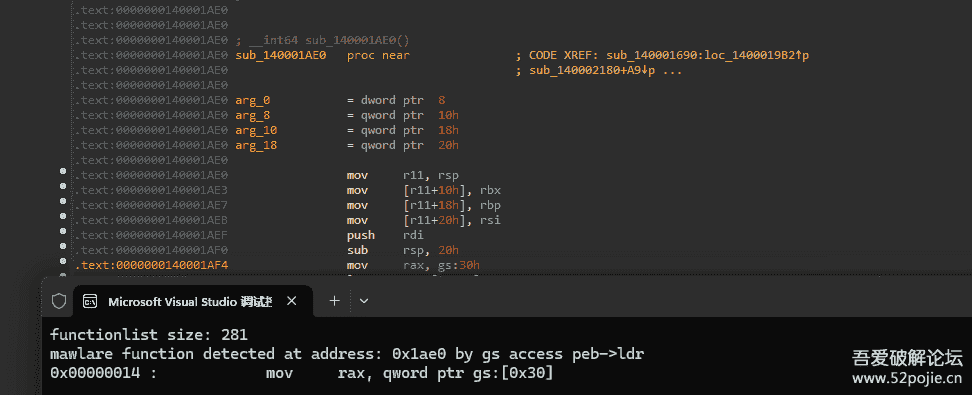 .text:0000000140001AE0
.text:0000000140001AE0
.text:0000000140001AE0 ; __int64 sub_140001AE0()
.text:0000000140001AE0 sub_140001AE0 proc near ; CODE XREF: sub_140001690:loc_140001982↑p
.text:0000000140001AE0 ; sub_140002180+A9↓p ...
.text:0000000140001AE0
.text:0000000140001AE0 arg_0 = dword ptr 8
.text:0000000140001AE0 arg_8 = qword ptr 10h
.text:0000000140001AE0 arg_10 = qword ptr 18h
.text:0000000140001AE0 arg_18 = qword ptr 20h
.text:0000000140001AE0
.text:0000000140001AE0 mov r11, rsp
.text:0000000140001AE3 mov [r11+10h], rbx
.text:0000000140001AE7 mov [r11+18h], rbp
.text:0000000140001AEB mov [r11+20h], rsi
.text:0000000140001AEF push rdi
.text:0000000140001AF0 sub rsp, 20h
.text:0000000140001AF4 mov rax, gs:30h
Microsoft Visual Studio 调试
functionlist size: 281
mawlare function detected at address: 0x1ae0 by gs access peb->ldr
0x00000014 : mov rax, qword ptr gs:[0x30]
吾爱破解论坛
www.52pojie.cn